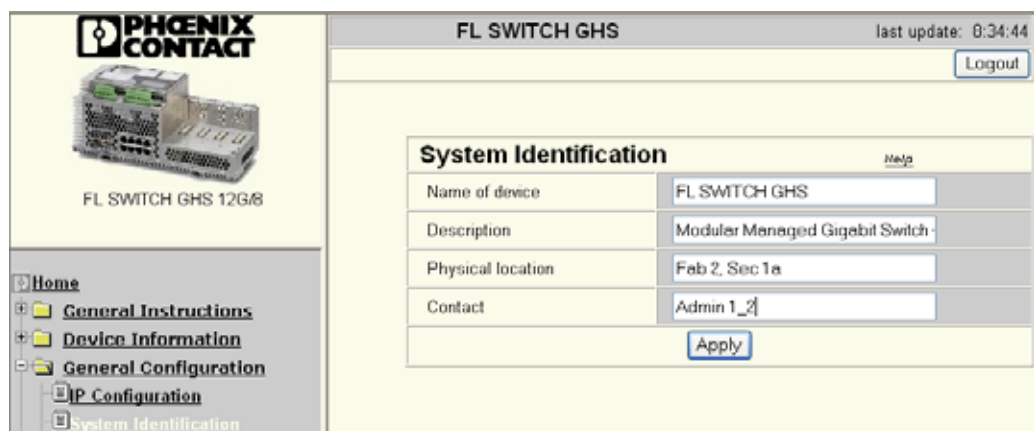 PHŒNIX
CONTACT
FL SWITCH GHS 12G/8
Home
General Instructions
Device Information
General Configuration
IP Configuration
System Identification
FL SWITCH GHS
last update: 8:34:44
Logout
System Identification
Help
Name of device
FL SWITCH GHS
Description
Modular Managed Gigabit Switch
Physical location
Fab 2, Sec 1a
Contact
Admin 1_2
Apply